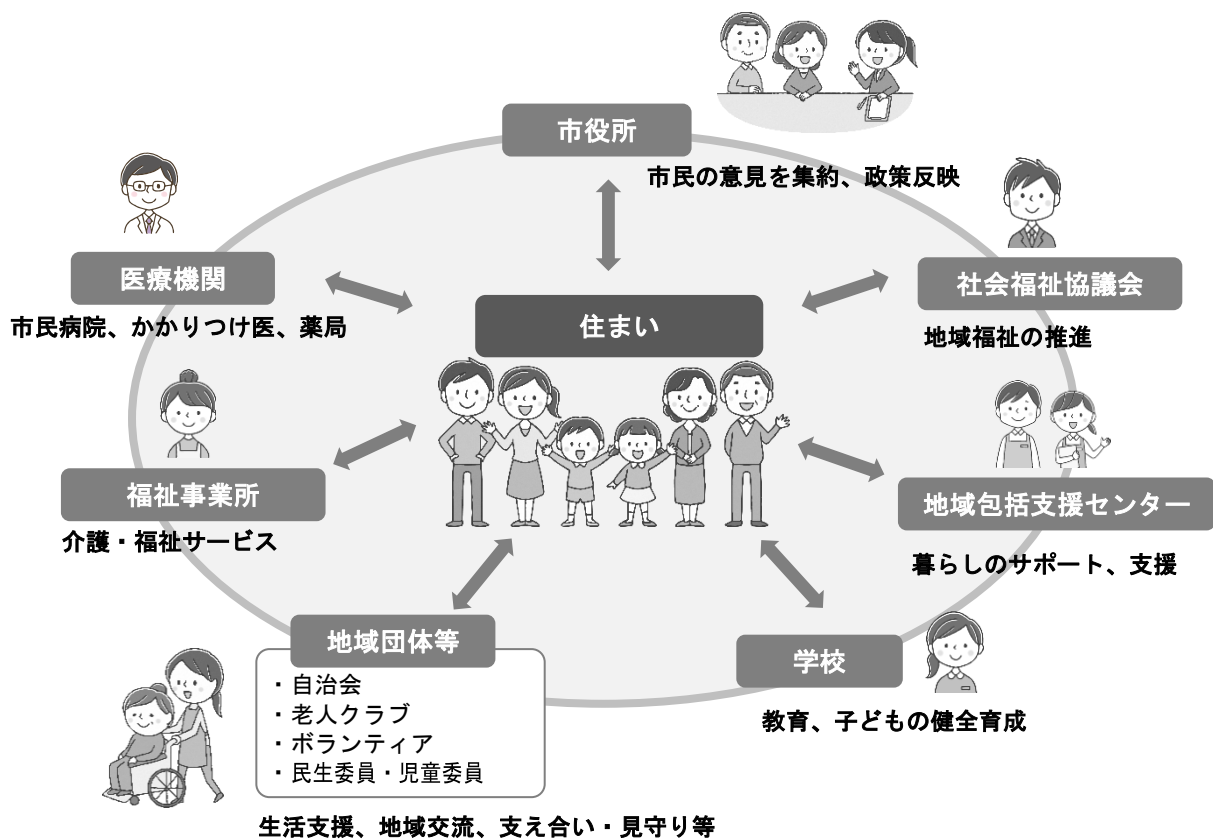 市役所
市民の意見を集約、政策反映
医療機関
市民病院、かかりつけ医、薬局
社会福祉協議会
地域福祉の推進
住まい
福祉事業所
介護・福祉サービス
地域包括支援センター
暮らしのサポート、支援
地域団体等
・自治会
・老人クラブ
・ボランティア
・民生委員・児童委員
生活支援、地域交流、支え合い・見守り等
学校
教育、子どもの健全育成